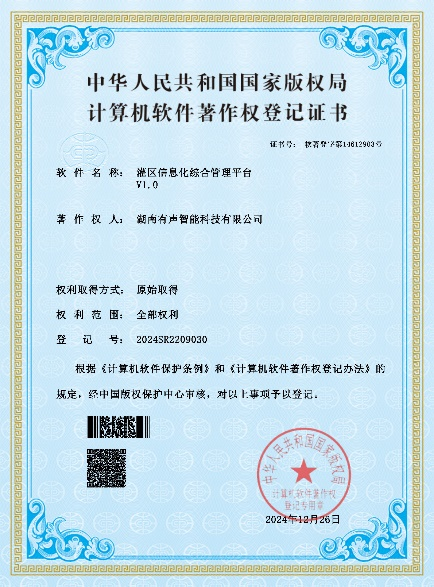 中华人民共和国国家版权局
计算机软件著作权登记证书
证书号： 软著登字第14612903号
软件名称： 灌区信息化综合管理平台
V1.0
著作权人： 湖南有声智能科技有限公司
权利取得方式： 原始取得
权利范围： 全部权利
登记号： 2024SR2209030
根据《计算机软件保护条例》和《计算机软件著作权登记办法》的
规定，经中国版权保护中心审核，对以上事项予以登记。
中华人民共和国国家版权局
计算机软件著作权
登记专用章
2024年12月26日